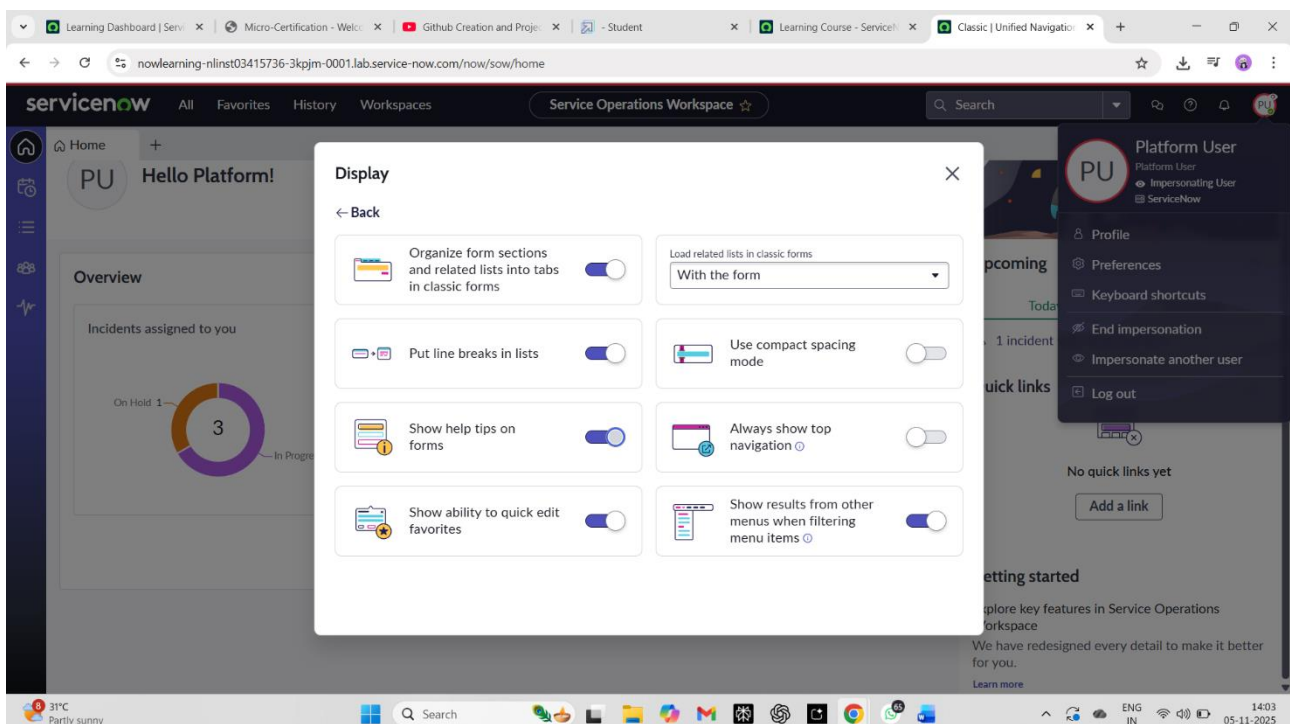 Learning Dashboard | Servi
Micro-Certification - Welco
Github Creation and Projec
- Student
Learning Course - ServiceN
Classic | Unified Navigation
nowlearning-nlinst03415736-3kpjm-0001.lab.service-now.com/now/sow/home
servicenow
All
Favorites
History
Workspaces
Service Operations Workspace
Search
PU
Home
PU
Hello Platform!
Overview
Incidents assigned to you
On Hold 1
3
In Progre
Display
Back
Organize form sections
and related lists into tabs
in classic forms
Load related lists in classic forms
With the form
Put line breaks in lists
Use compact spacing
mode
Show help tips on
forms
Always show top
navigation
Show ability to quick edit
favorites
Show results from other
menus when filtering
menu items
PU
Platform User
Platform User
Impersonating User
ServiceNow
Profile
Preferences
Keyboard shortcuts
End impersonation
Impersonate another user
Log out
pcoming
Toda
1 incident
uick links
No quick links yet
Add a link
etting started
xplore key features in Service Operations
orkspace
We have redesigned every detail to make it better
for you.
Learn more
8
31°C
Partly sunny
Search
65
ENG
IN
14:03
05-11-2025